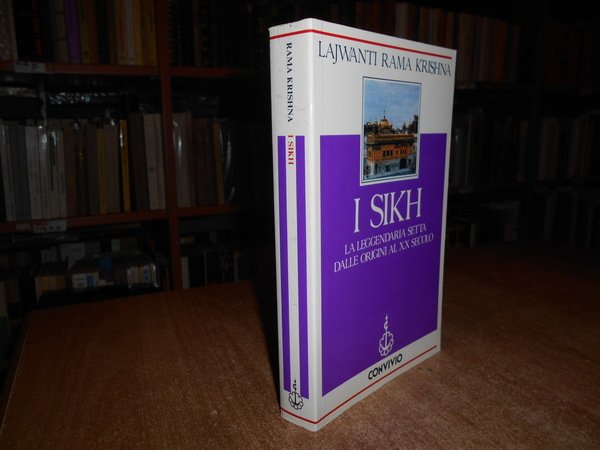 LAJWANTI RAMA KRISHNA
I SIKH
LA LEGGENDARIA SETTA
DALLE ORIGINI AL XX SECOLO
CONVIVIO
RAMA KRISHNA I SIKH